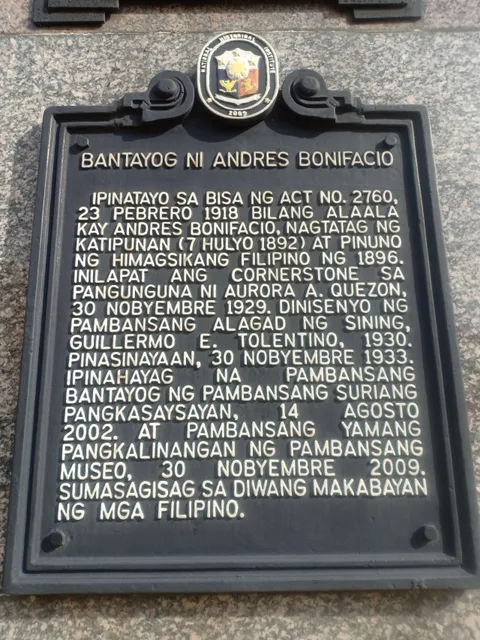 NATIONAL HISTORICAL INSTITUTE
2009
BANTAYOG NI ANDRES BONIFACIO
IPINATAYO SA BISA NG ACT NO. 2760,
23 PEBRERO 1918 BILANG ALAALA
KAY ANDRES BONIFACIO, NAGTATAG NG
KATIPUNAN (7 HULYO 1892) AT PINUNO
NG HIMAGSIKANG FILIPINO NG 1896.
INILAPAT ANG CORNERSTONE SA
PANGUNGUNA NI AURORA A. QUEZON,
30 NOBYEMBRE 1929. DINISENYO NG
PAMBANSANG ALAGAD NG SINING,
GUILLERMO E. TOLENTINO, 1930.
PINASINAYAAN, 30 NOBYEMBRE 1933.
IPINAHAYAG NA PAMBANSANG
BANTAYOG NG PAMBANSANG SURIANG
PANGKASAYSAYAN, 14 AGOSTO
2002. AT PAMBANSANG YAMANG
PANGKALINANGAN NG PAMBANSANG
MUSEO, 30 NOBYEMBRE 2009.
SUMASAGISAG SA DIWANG MAKABAYAN
NG MGA FILIPINO.